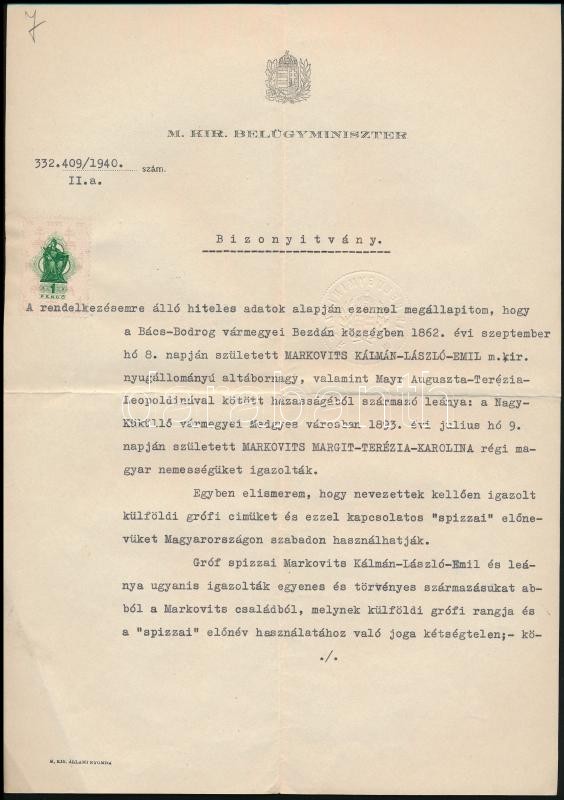 7
M. KIR. BELÜGYMINISZTER
332.409/1940. szám.
II.a.
Bizonyitvány.
1
PENGŐ
A rendelkezésemre álló hiteles adatok alapján ezennel megállapitom, hogy
a Bács-Bodrog vármegyei Bezdán községben 1862. évi szeptember
hó 8. napján született MARKOVITS KÁLMÁN-LÁSZLÓ-EMIL m.kir.
nyugállományú altábornagy, valamint Mayr Auguszta-Terézia-
Leopoldinával kötött házasságából származó leánya: a Nagy-
Küküllő vármegyei Medgyes városban 1893. évi július hó 9.
napján született MARKOVITS MARGIT-TERÉZIA-KAROLINA régi ma-
gyar nemességüket igazolták.
Egyben elismerem, hogy nevezettek kellően igazolt
külföldi grófi cimüket és ezzel kapcsolatos "spizzai" előne-
vüket Magyarországon szabadon használhatják.
Gróf spizzai Markovits Kálmán-László-Emil és leá-
nya ugyanis igazolták egyenes és törvényes származásukat ab-
ból a Markovits családból, melynek külföldi grófi rangja és
a "spizzai" előnév használatához való joga kétségtelen;- kö-
./.
M. KIR. ÁLLAMI NYOMDA
darabanth